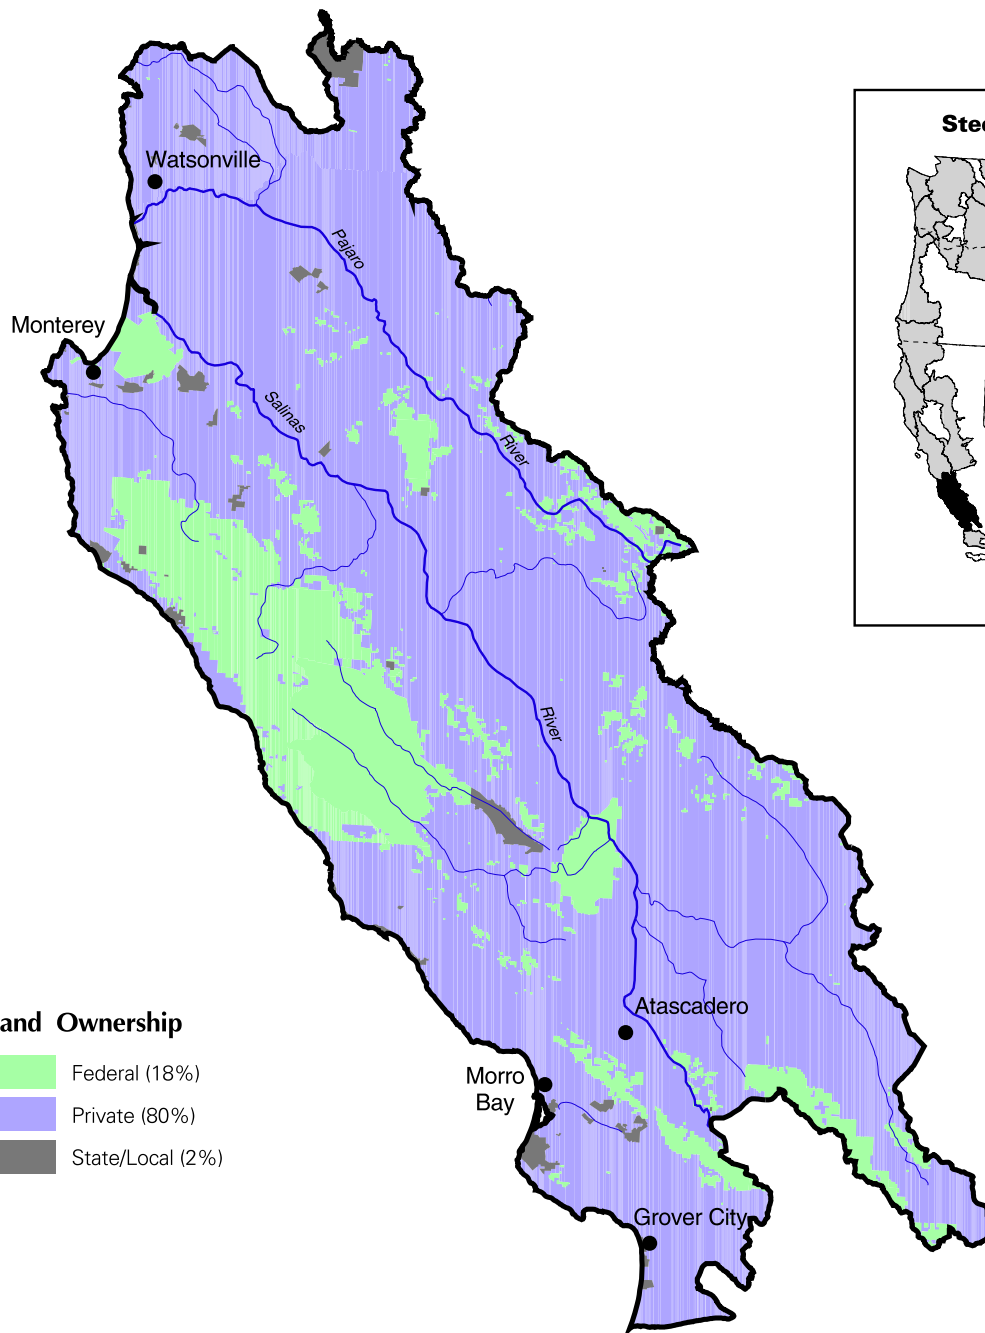 Stee
Watsonville
Pajaro
Monterey
Salinas
River
River
and Ownership
Federal (18%)
Private (80%)
State/Local (2%)
Atascadero
Morro
Bay
Grover City